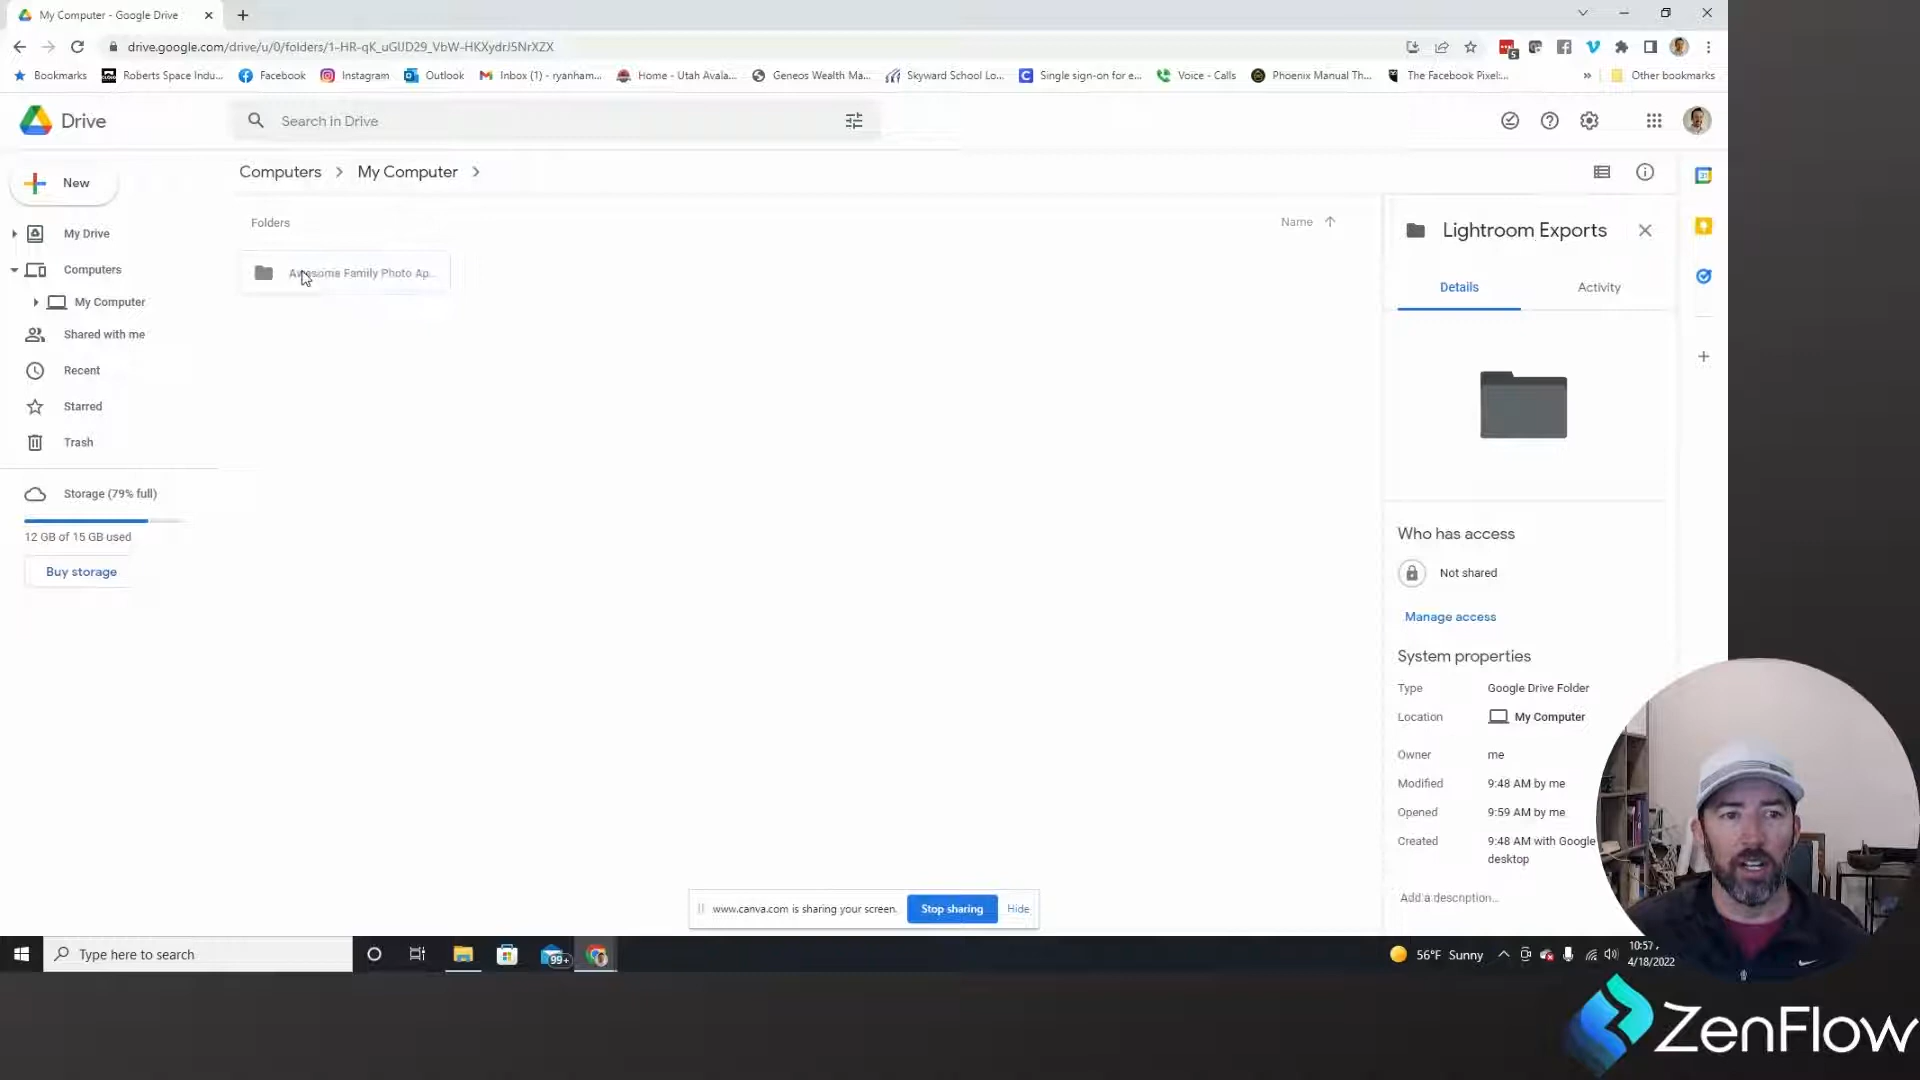 My Computer - Google Drive
drive.google.com/drive/u/0/folders/1-HR-qK_uGUD29_VbW-HKXydrJ5NrXZX
5
Bookmarks
Roberts Space Indu...
Facebook
Instagram
Outlook
Inbox (1) - ryanham...
Home - Utah Avala...
Geneos Wealth Ma...
Skyward School Lo...
Single sign-on for e...
Voice - Calls
Phoenix Manual Th...
The Facebook Pixel:...
»
Other bookmarks
Drive
Search in Drive
New
My Drive
Computers
My Computer
Shared with me
Recent
Starred
Trash
Storage (79% full)
12 GB of 15 GB used
Buy storage
Computers > My Computer >
Folders
Name
Awesome Family Photo Ap...
Lightroom Exports
Details
Activity
Who has access
Not shared
Manage access
System properties
Type Google Drive Folder
Location My Computer
Owner me
Modified 9:48 AM by me
Opened 9:59 AM by me
Created 9:48 AM with Google
desktop
Add a description...
www.canva.com is sharing your screen.
Stop sharing
Hide
Type here to search
99+
56°F Sunny
10:57
4/18/2022
ZenFlow